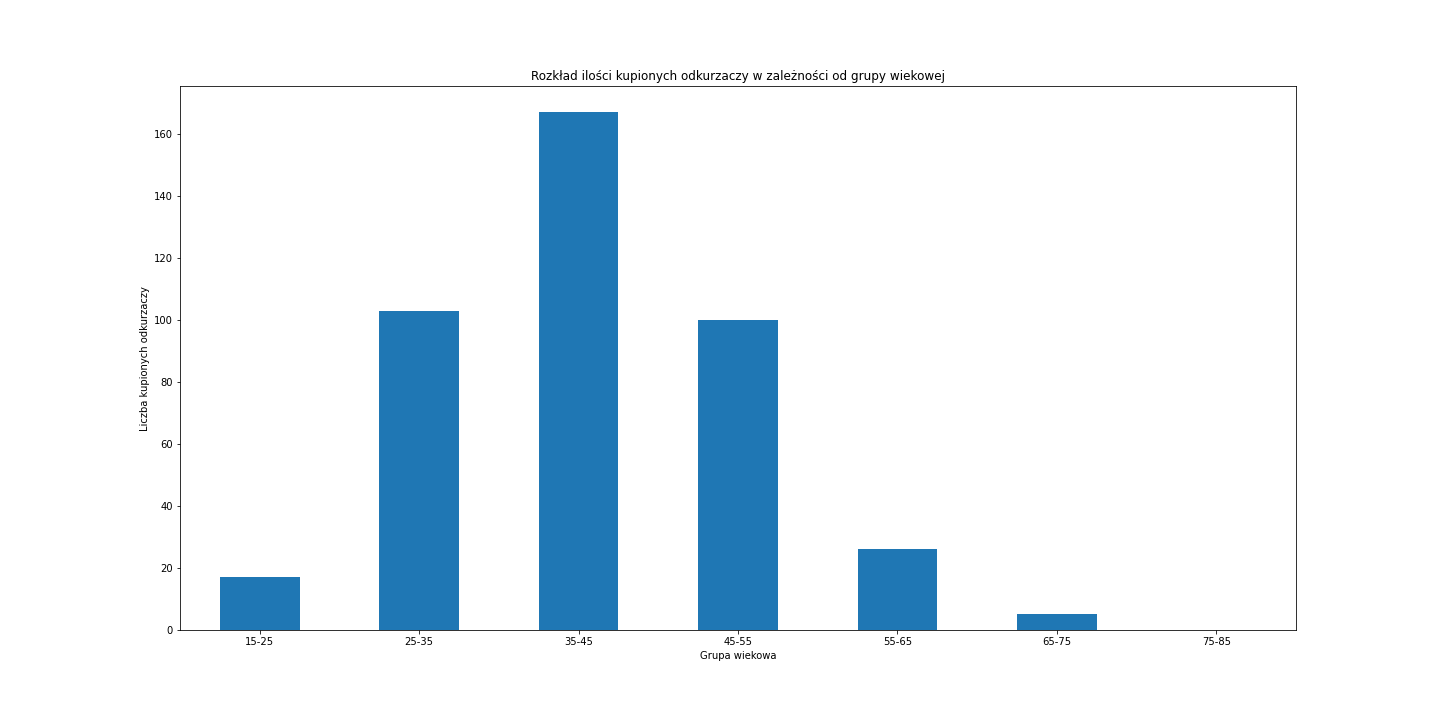 Rozkład ilości kupionych odkurzaczy w zależności od grupy wiekowej
160
140
120
100
80
60
40
20
0
Liczba kupionych odkurzaczy
15-25 25-35 35-45 45-55 55-65 65-75 75-85
Grupa wiekowa